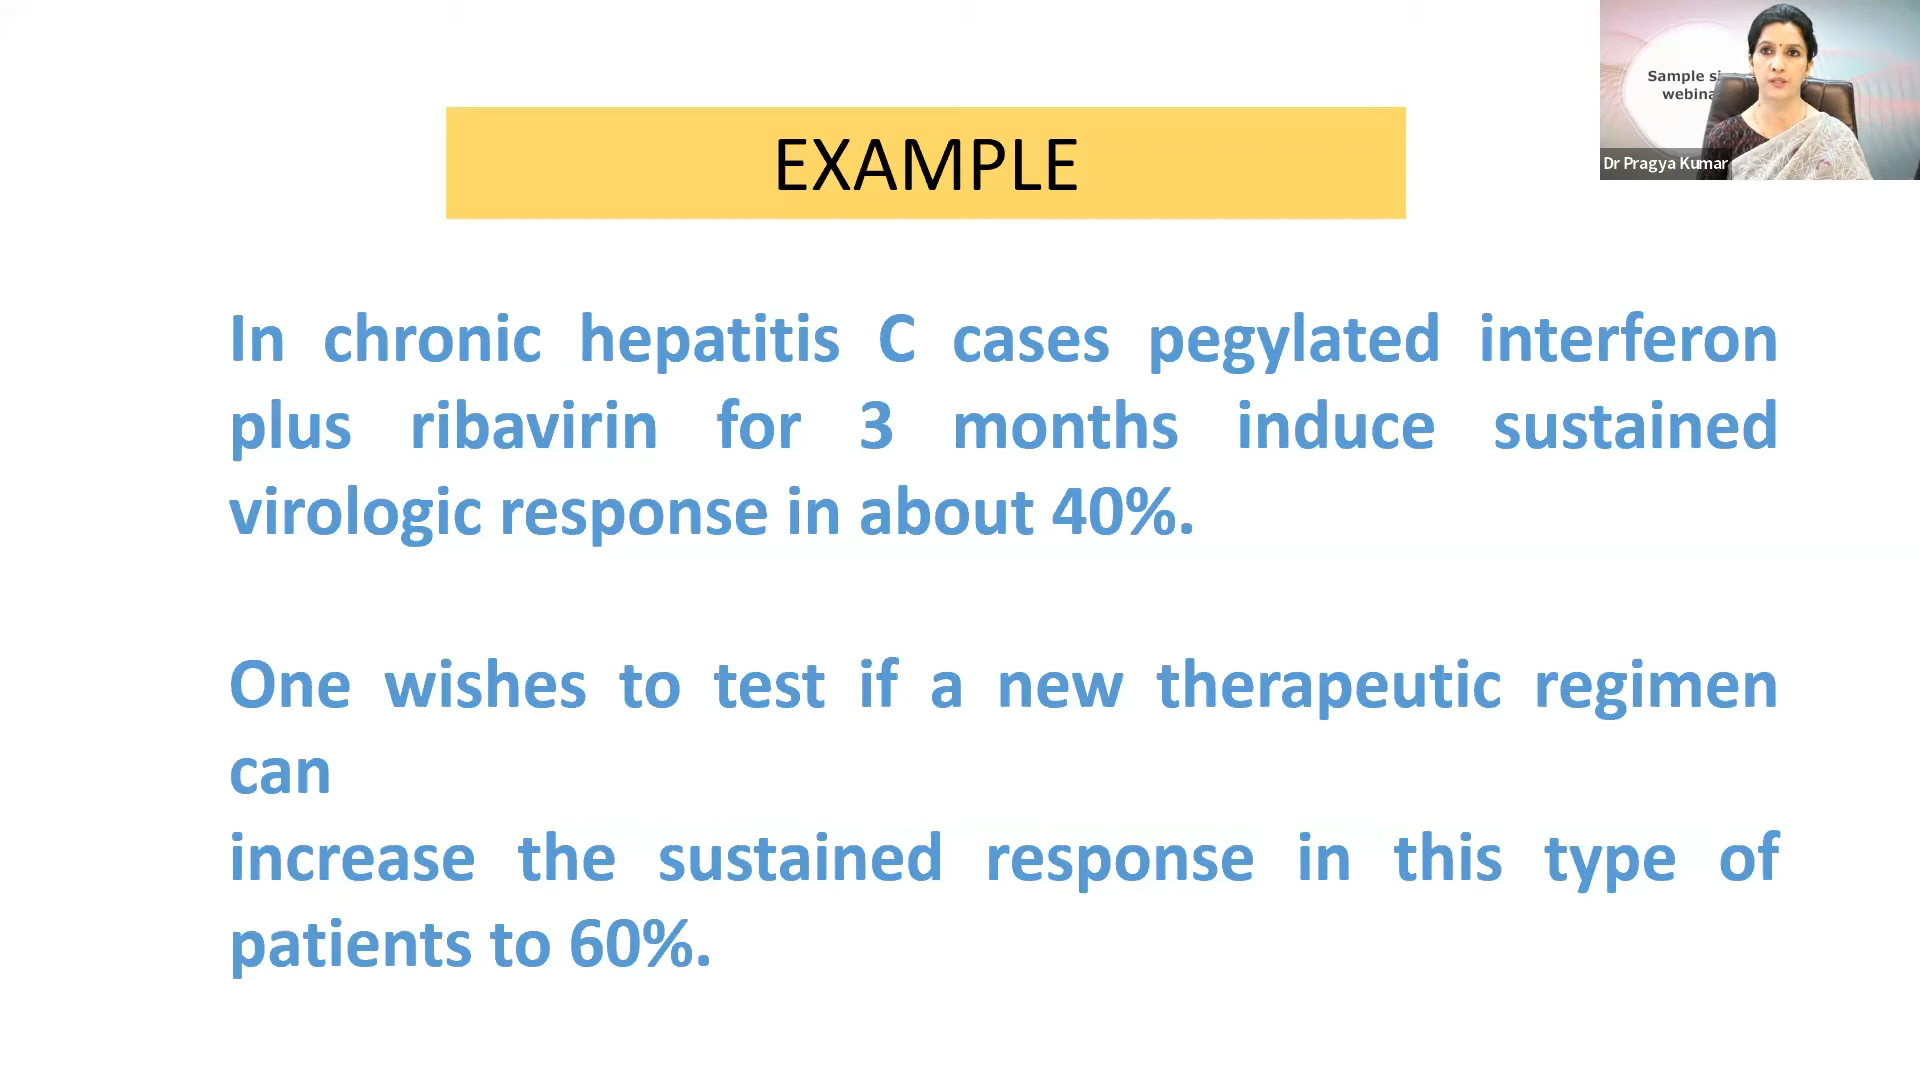 Sample
webina
Dr Pragya Kumar
EXAMPLE
In chronic hepatitis C cases pegylated interferon
plus ribavirin for 3 months induce sustained
virologic response in about 40%.
One wishes to test if a new therapeutic regimen
can
increase the sustained response in this type of
patients to 60%.